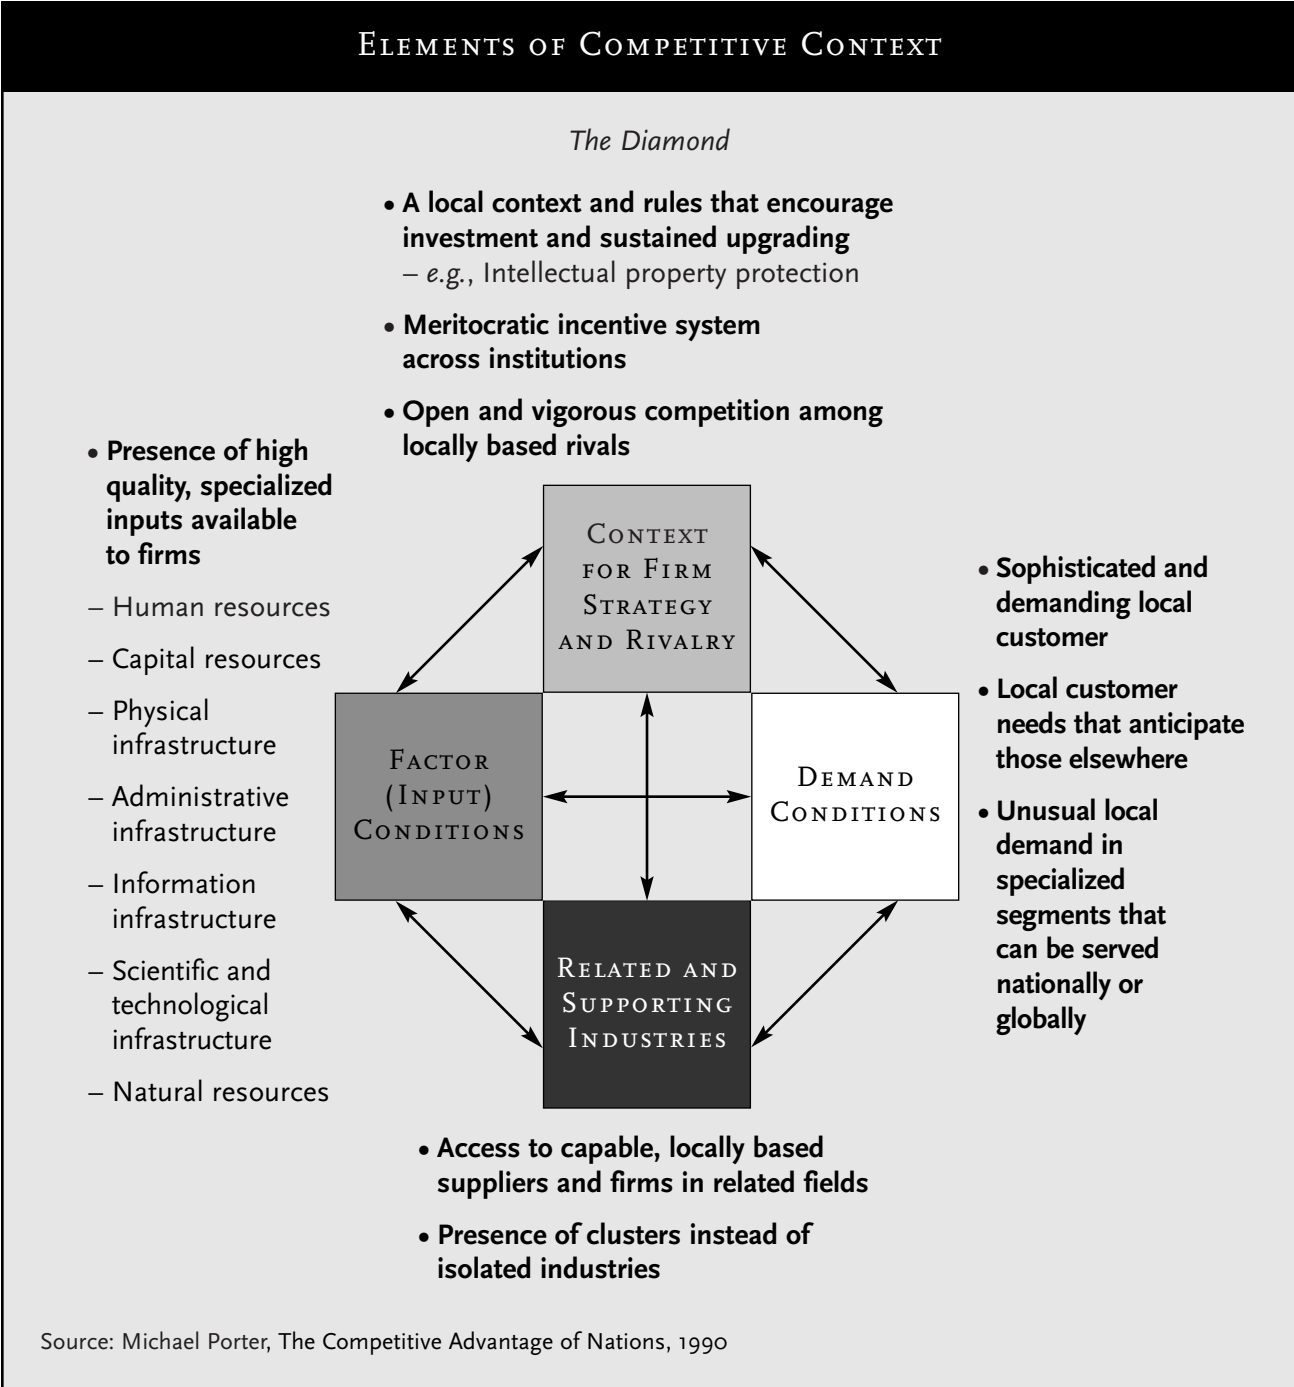 Elements of Competitive Context
The Diamond
• A local context and rules that encourage
investment and sustained upgrading
– e.g., Intellectual property protection
• Meritocratic incentive system
across institutions
• Open and vigorous competition among
locally based rivals
• Presence of high
quality, specialized
inputs available
to firms
– Human resources
– Capital resources
– Physical
infrastructure
– Administrative
infrastructure
– Information
infrastructure
– Scientific and
technological
infrastructure
– Natural resources
Context
for Firm
Strategy
and Rivalry
Factor
(Input)
Conditions
Demand
Conditions
Related and
Supporting
Industries
• Sophisticated and
demanding local
customer
• Local customer
needs that anticipate
those elsewhere
• Unusual local
demand in
specialized
segments that
can be served
nationally or
globally
• Access to capable, locally based
suppliers and firms in related fields
• Presence of clusters instead of
isolated industries
Source: Michael Porter, The Competitive Advantage of Nations, 1990